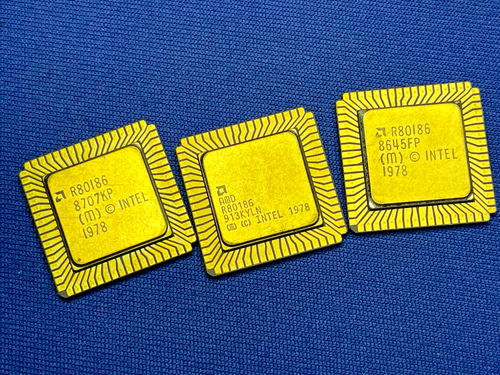 R80186
8707KP
(M) © INTEL
1978
AMD
R80186
913KYLN
(M) (C) INTEL 1978
R80186
8645FP
(M) © INTEL
1978